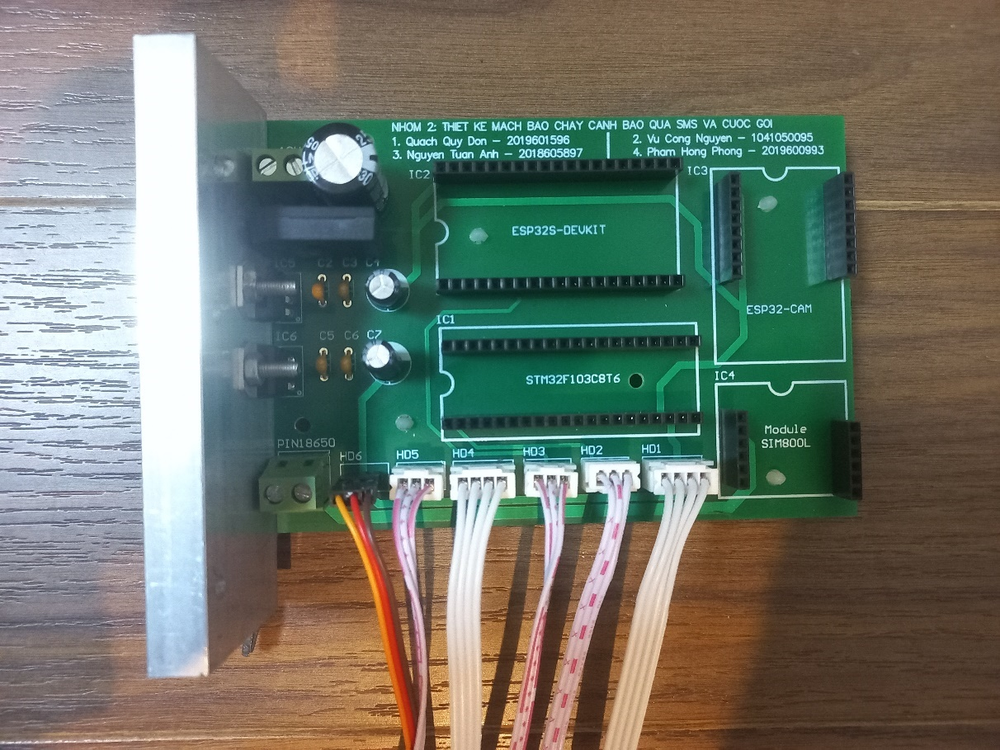 NHOM 2: THIET KE MACH BAO CHAY CANH BAO QUA SMS VA CUOC GOI
1. Quach Quy Don - 2019601596
2. Vu Cong Nguyen - 1041050095
3. Nguyen Tuan Anh - 2018605897
4. Pham Hong Phong - 2019600993
IC2
IC3
ESP32S-DEVKIT
IC5
C2
C3
C4
ESP32-CAM
IC1
IC6
C5
C6
C7
STM32F103C8T6
IC4
Module
SIM800L
PIN18650
HD6
HD5
HD4
HD3
HD2
HD1